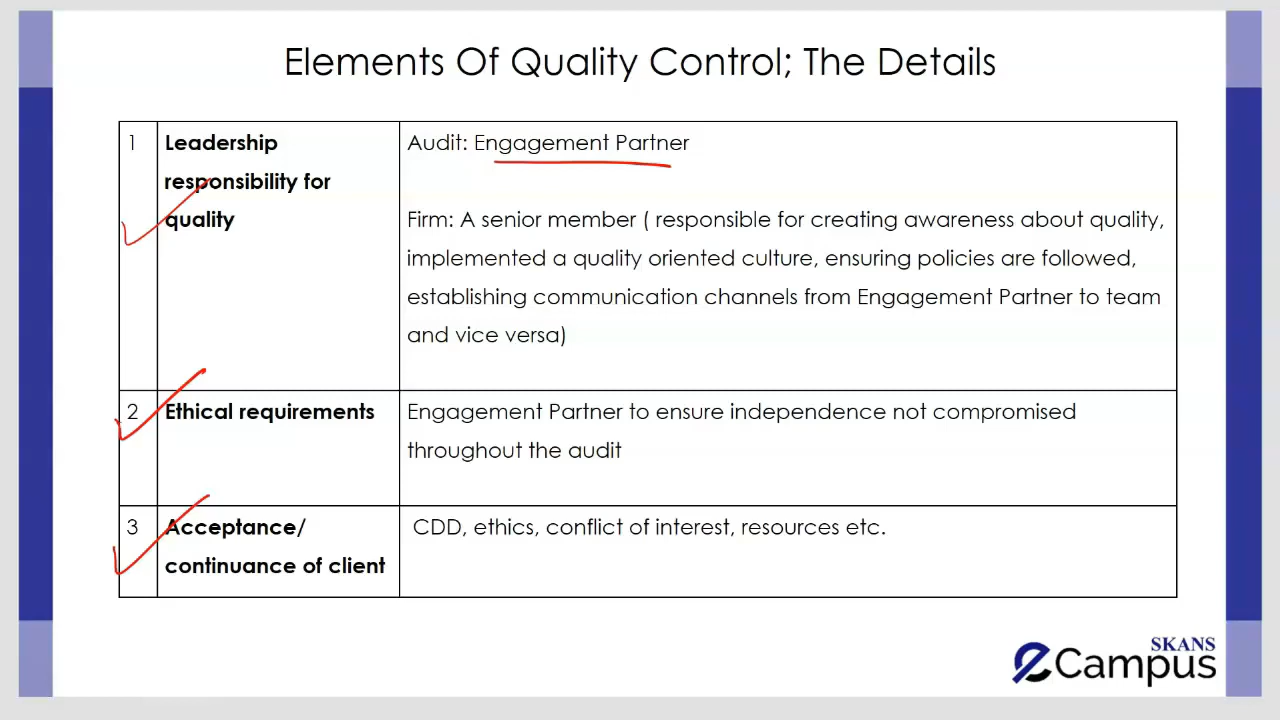 Elements Of Quality Control; The Details
1
Leadership
responsibility for
quality
Audit: Engagement Partner
Firm: A senior member ( responsible for creating awareness about quality,
implemented a quality oriented culture, ensuring policies are followed,
establishing communication channels from Engagement Partner to team
and vice versa)
2
Ethical requirements
Engagement Partner to ensure independence not compromised
throughout the audit
3
Acceptance/
continuance of client
CDD, ethics, conflict of interest, resources etc.
SKANS
eCampus